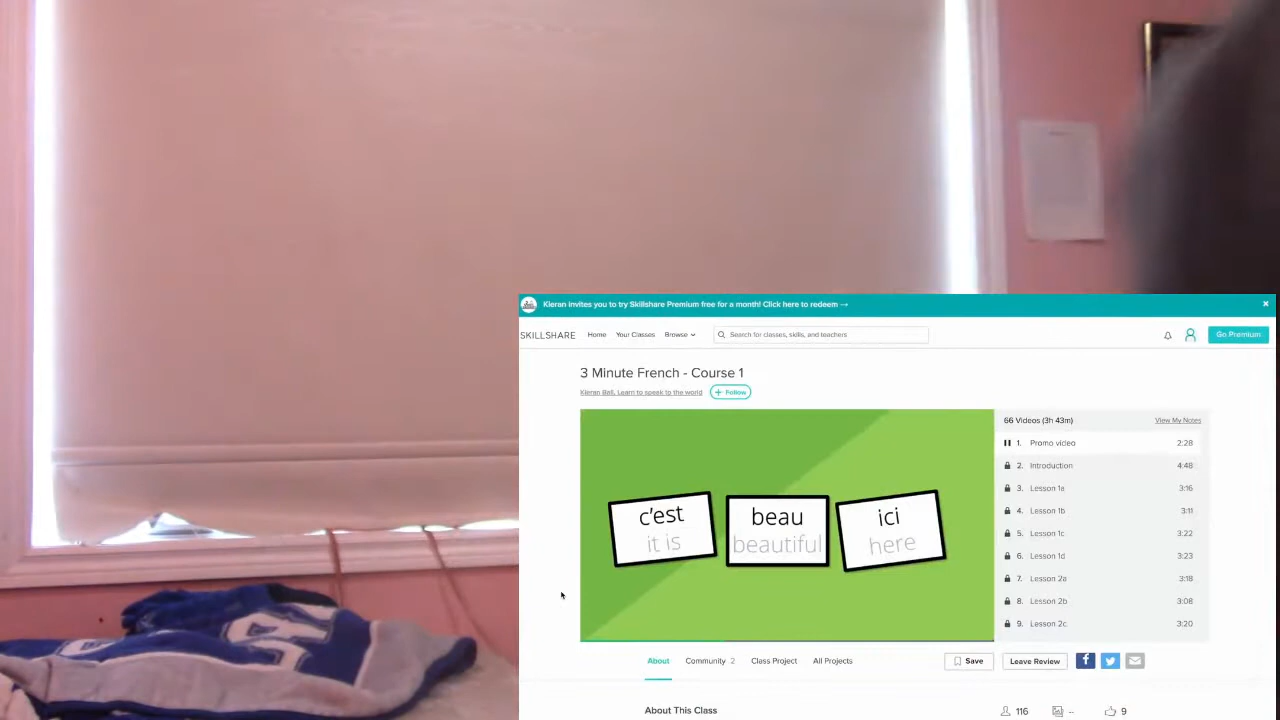 Kieran invites you to try Skillshare Premium free for a month! Click here to redeem → ×
SKILLSHARE Home Your Classes Browse Search for classes, skills, and teachers Go Premium
3 Minute French - Course 1
Kieran Ball, Learn to speak to the world + Follow
66 Videos (3h 43m) View My Notes
1. Promo video 2:28
2. Introduction 4:48
3. Lesson 1a 3:16
4. Lesson 1b 3:11
5. Lesson 1c 3:22
6. Lesson 1d 3:23
7. Lesson 2a 3:18
8. Lesson 2b 3:08
9. Lesson 2c 3:20
c'est beau ici
it is beautiful here
About Community 2 Class Project All Projects Save Leave Review
About This Class 116 -- 9